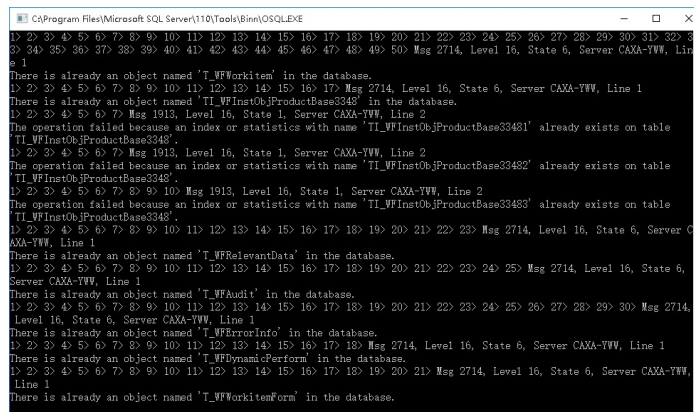 C:\Program Files\Microsoft SQL Server\110\Tools\Binn\OSQL.EXE
1> 2> 3> 4> 5> 6> 7> 8> 9> 10> 11> 12> 13> 14> 15> 16> 17> 18> 19> 20> 21> 22> 23> 24> 25> 26> 27> 28> 29> 30> 31> 32> 3
3> 34> 35> 36> 37> 38> 39> 40> 41> 42> 43> 44> 45> 46> 47> 48> 49> 50> Msg 2714, Level 16, State 6, Server CAXA-YWW, Lin
e 1
There is already an object named 'T_WFWorkitem' in the database.
1> 2> 3> 4> 5> 6> 7> 8> 9> 10> 11> 12> 13> 14> 15> 16> 17> Msg 2714, Level 16, State 6, Server CAXA-YWW, Line 1
There is already an object named 'TI_WFInstObjProductBase3348' in the database.
1> 2> 3> 4> 5> 6> 7> Msg 1913, Level 16, State 1, Server CAXA-YWW, Line 2
The operation failed because an index or statistics with name 'TI_WFInstObjProductBase33481' already exists on table
'TI_WFInstObjProductBase3348'.
1> 2> 3> 4> 5> 6> 7> Msg 1913, Level 16, State 1, Server CAXA-YWW, Line 2
The operation failed because an index or statistics with name 'TI_WFInstObjProductBase33482' already exists on table
'TI_WFInstObjProductBase3348'.
1> 2> 3> 4> 5> 6> 7> 8> 9> 10> Msg 1913, Level 16, State 1, Server CAXA-YWW, Line 2
The operation failed because an index or statistics with name 'TI_WFInstObjProductBase33483' already exists on table
'TI_WFInstObjProductBase3348'.
1> 2> 3> 4> 5> 6> 7> 8> 9> 10> 11> 12> 13> 14> 15> 16> 17> 18> 19> 20> 21> 22> 23> Msg 2714, Level 16, State 6, Server C
AXA-YWW, Line 1
There is already an object named 'T_WFRelevantData' in the database.
1> 2> 3> 4> 5> 6> 7> 8> 9> 10> 11> 12> 13> 14> 15> 16> 17> 18> 19> 20> 21> 22> 23> 24> 25> Msg 2714, Level 16, State 6,
Server CAXA-YWW, Line 1
There is already an object named 'T_WFAudit' in the database.
1> 2> 3> 4> 5> 6> 7> 8> 9> 10> 11> 12> 13> 14> 15> 16> 17> 18> 19> 20> 21> 22> 23> 24> 25> 26> 27> 28> 29> 30> Msg 2714,
Level 16, State 6, Server CAXA-YWW, Line 1
There is already an object named 'T_WFErrorInfo' in the database.
1> 2> 3> 4> 5> 6> 7> 8> 9> 10> 11> 12> 13> 14> 15> 16> 17> 18> Msg 2714, Level 16, State 6, Server CAXA-YWW, Line 1
There is already an object named 'T_WFDynamicPerform' in the database.
1> 2> 3> 4> 5> 6> 7> 8> 9> 10> 11> 12> 13> 14> 15> 16> 17> 18> 19> 20> 21> Msg 2714, Level 16, State 6, Server CAXA-YWW,
Line 1
There is already an object named 'T_WFWorkitemForm' in the database.